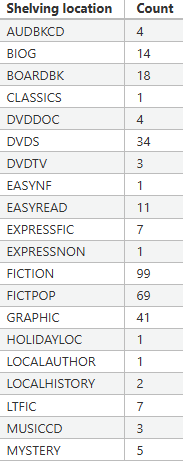 Shelving location Count
AUDBKCD 4
BIOG 14
BOARDBK 18
CLASSICS 1
DVDDOC 4
DVDS 34
DVDTV 3
EASYNF 1
EASYREAD 11
EXPRESSFIC 7
EXPRESSNON 1
FICTION 99
FICTPOP 69
GRAPHIC 41
HOLIDAYLOC 1
LOCALAUTHOR 1
LOCALHISTORY 2
LTFIC 7
MUSICCD 3
MYSTERY 5